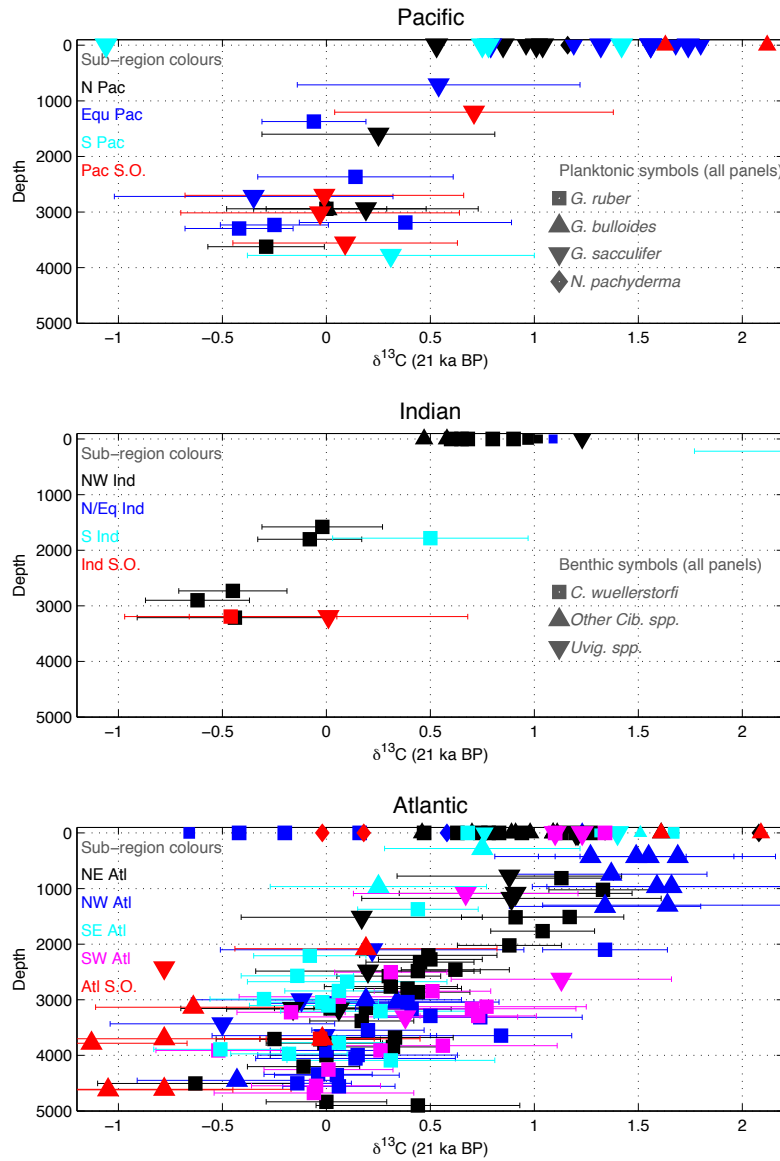 Pacific
0
Sub-region colours
N Pac
1000
Equ Pac
S Pac
2000
Pac S.O.
Planktonic symbols (all panels)
Depth
G. ruber
3000
G. bulloides
G. sacculifer
4000
N. pachyderma
5000
-1
-0.5
0
0.5
1
1.5
2
δ13C (21 ka BP)
Indian
0
Sub-region colours
NW Ind
1000
N/Eq Ind
S Ind
2000
Ind S.O.
Benthic symbols (all panels)
Depth
C. wuellerstorfi
3000
Other Cib. spp.
Uvig. spp.
4000
5000
-1
-0.5
0
0.5
1
1.5
2
δ13C (21 ka BP)
Atlantic
0
Sub-region colours
NE Atl
1000
NW Atl
SE Atl
2000
SW Atl
Atl S.O.
Depth
3000
4000
5000
-1
-0.5
0
0.5
1
1.5
2
δ13C (21 ka BP)